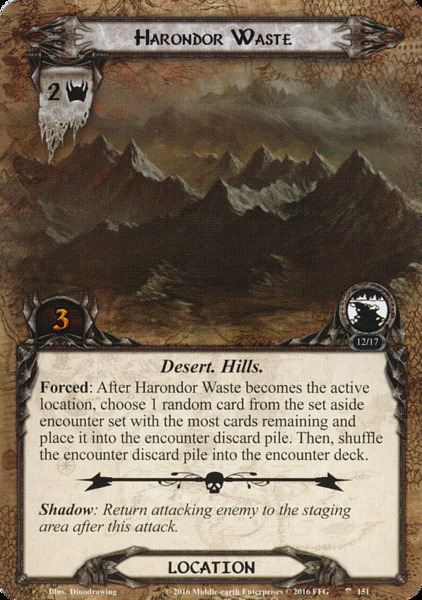 Harondor Waste
2
3
12/17
Desert. Hills.
Forced: After Harondor Waste becomes the active
location, choose 1 random card from the set aside
encounter set with the most cards remaining and
place it into the encounter discard pile. Then, shuffle
the encounter discard pile into the encounter deck.
Shadow: Return attacking enemy to the staging
area after this attack.
LOCATION
Illus. Dinodrawing © 2016 Middle-earth Enterprises © 2016 FFG 151